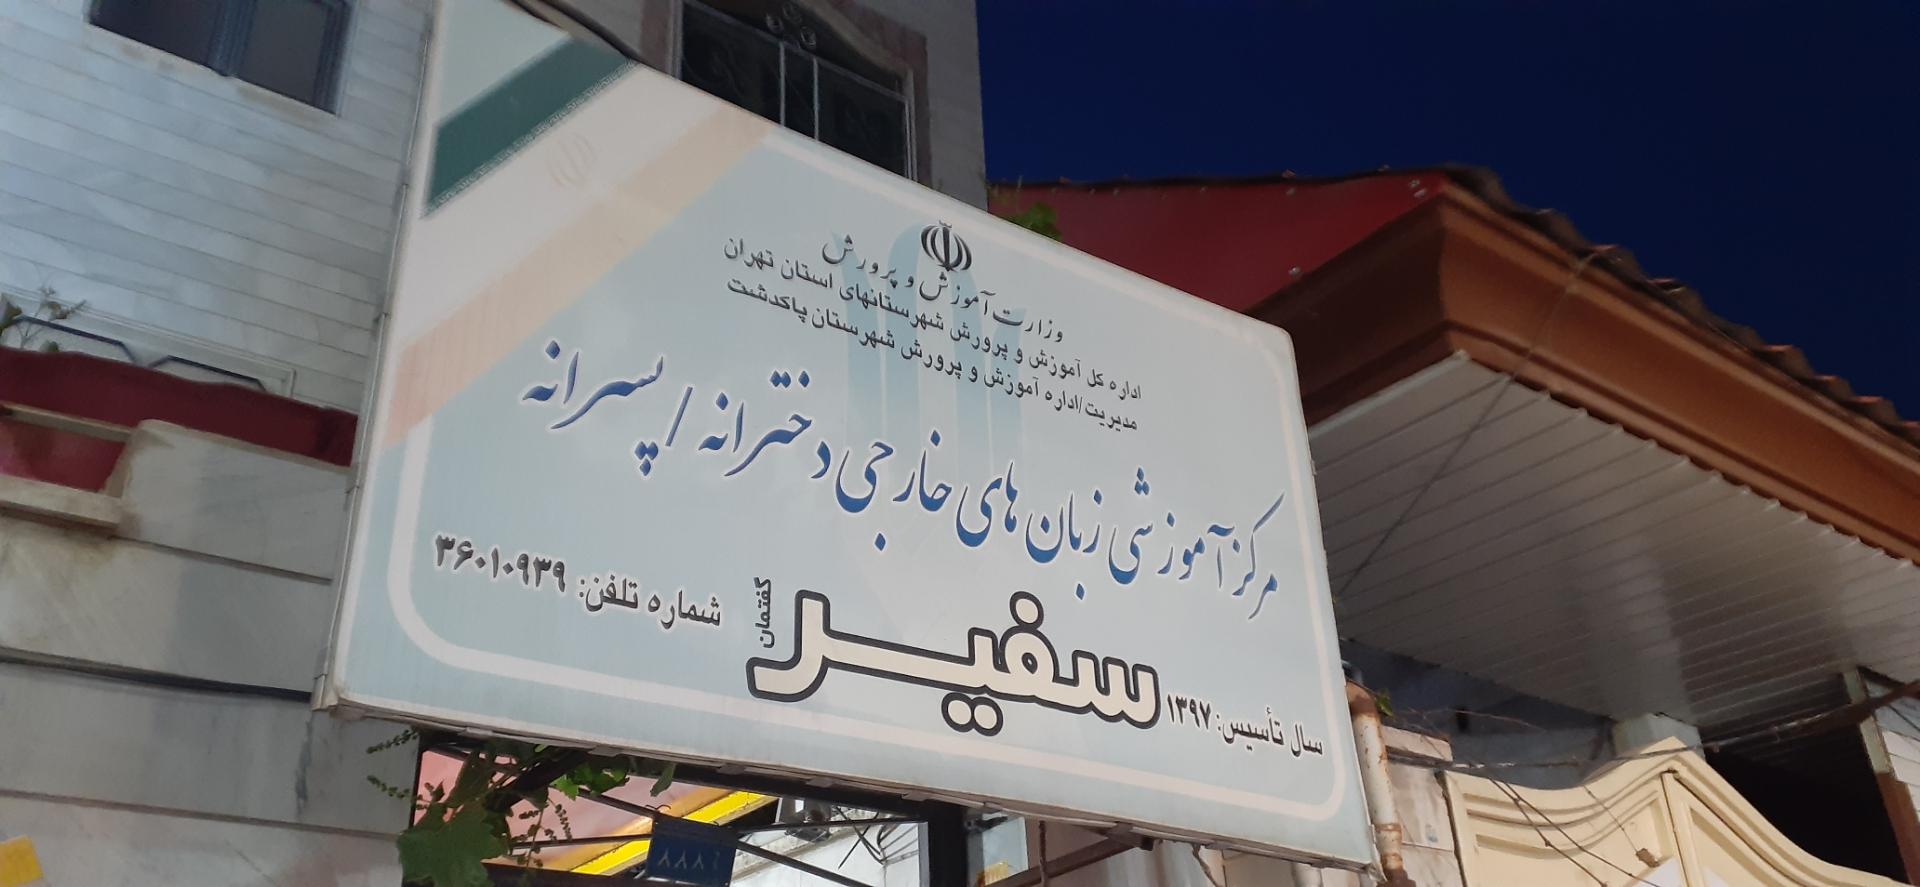 وزارت آموزش و پرورش
اداره کل آموزش و پرورش شهرستانهای استان تهران
مدیریت/اداره آموزش و پرورش شهرستان پاکدشت
مرکز آموزشی زبان های خارجی دخترانه / پسرانه
سفیر
گفتمان
شماره تلفن: ۳۶۰۱۰۹۳۹
سال تأسیس: ۱۳۹۷